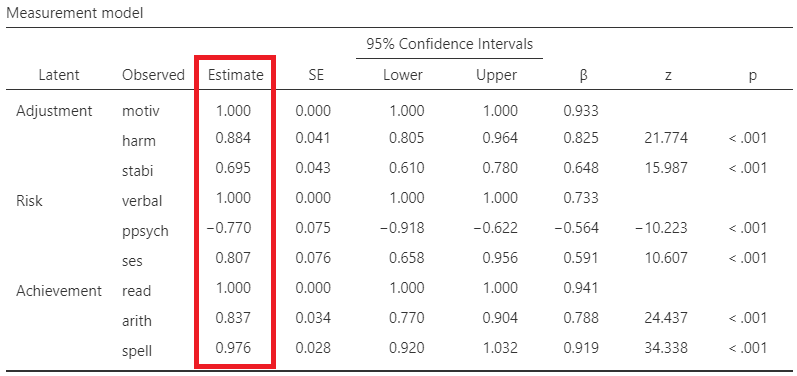 Measurement model
95% Confidence Intervals
Latent Observed Estimate SE Lower Upper β z p
Adjustment motiv 1.000 0.000 1.000 1.000 0.933
harm 0.884 0.041 0.805 0.964 0.825 21.774 < .001
stabi 0.695 0.043 0.610 0.780 0.648 15.987 < .001
Risk verbal 1.000 0.000 1.000 1.000 0.733
ppsych −0.770 0.075 −0.918 −0.622 −0.564 −10.223 < .001
ses 0.807 0.076 0.658 0.956 0.591 10.607 < .001
Achievement read 1.000 0.000 1.000 1.000 0.941
arith 0.837 0.034 0.770 0.904 0.788 24.437 < .001
spell 0.976 0.028 0.920 1.032 0.919 34.338 < .001